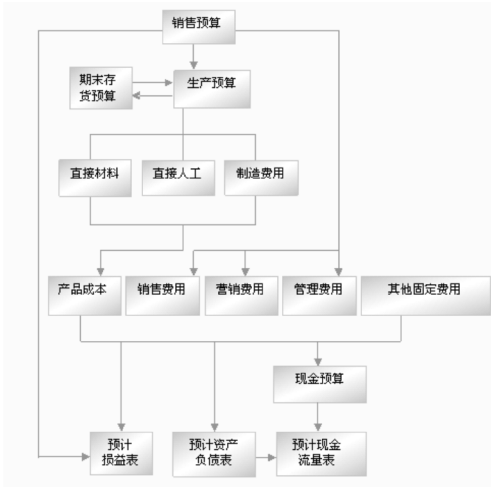 销售预算
期末存
货预算
生产预算
直接材料
直接人工
制造费用
产品成本
销售费用
营销费用
管理费用
其他固定费用
现金预算
预计
损益表
预计资产
负债表
预计现金
流量表